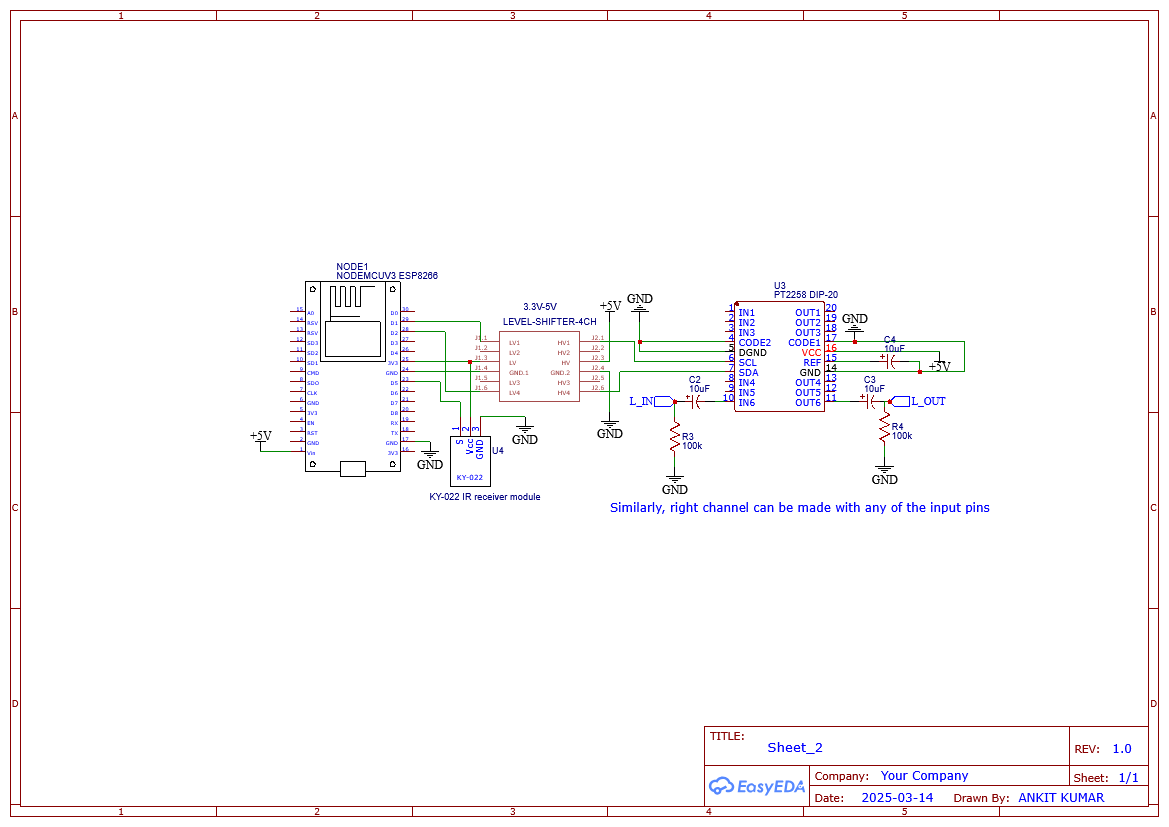 1 2 3 4 5
A A
B B
C C
D D
NODE1
NODEMCUV3 ESP8266
15 A0
14 RSV
13 RSV
12 SD3
11 SD2
10 SD1
9 CMD
8 SDO
7 CLK
6 GND
5 3V3
4 EN
3 RST
2 GND
1 Vin
D0 30
D1 29
D2 28
D3 27
D4 26
3V3 25
GND 24
D5 23
D6 22
D7 21
D8 20
RX 19
TX 18
GND 17
3V3 16
+5V
GND
3.3V-5V
LEVEL-SHIFTER-4CH
J1.1 LV1 HV1 J2.1
J1.2 LV2 HV2 J2.2
J1.3 LV HV J2.3
J1.4 GND.1 GND.2 J2.4
J1.5 LV3 HV3 J2.5
J1.6 LV4 HV4 J2.6
+5V
GND
GND
GND
1 2 3
S Vcc GND
U4
KY-022
KY-022 IR receiver module
U3
PT2258 DIP-20
1 IN1 OUT1 20
2 IN2 OUT2 19
3 IN3 OUT3 18
4 CODE2 CODE1 17
5 DGND VCC 16
6 SCL REF 15
7 SDA GND 14
8 IN4 OUT4 13
9 IN5 OUT5 12
10 IN6 OUT6 11
GND
C4
10uF
+
+5V
L_IN
C2
10uF
+
R3
100k
GND
C3
10uF
+
L_OUT
R4
100k
GND
Similarly, right channel can be made with any of the input pins
TITLE:
Sheet_2
REV: 1.0
EasyEDA
Company: Your Company
Sheet: 1/1
Date: 2025-03-14 Drawn By: ANKIT KUMAR
1 2 3 4 5